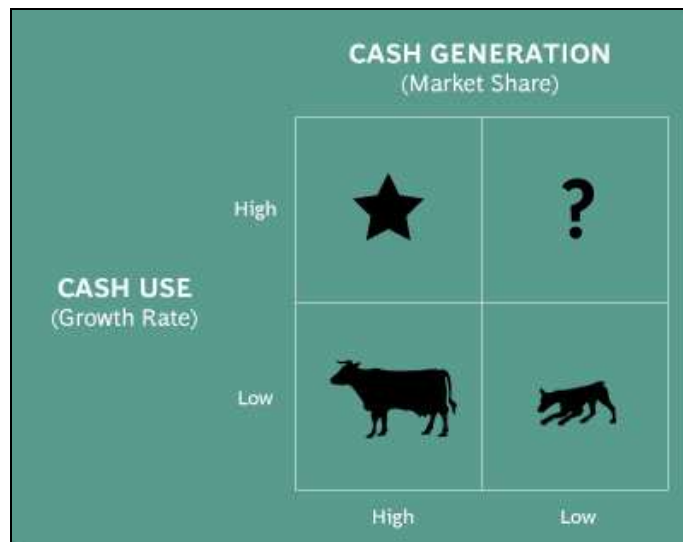 CASH GENERATION
(Market Share)
High
?
CASH USE
(Growth Rate)
Low
High
Low